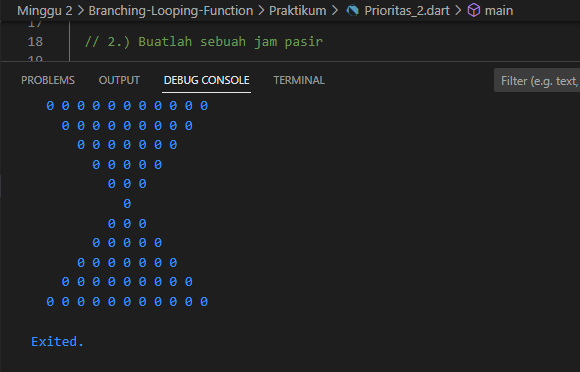 Minggu 2 > Branching-Looping-Function > Praktikum > Prioritas_2.dart > main
17
18 // 2.) Buatlah sebuah jam pasir
19
PROBLEMS OUTPUT DEBUG CONSOLE TERMINAL Filter (e.g. text,
0 0 0 0 0 0 0 0 0 0 0
0 0 0 0 0 0 0 0 0
0 0 0 0 0 0 0
0 0 0 0 0
0 0 0
0
0 0 0
0 0 0 0 0
0 0 0 0 0 0 0
0 0 0 0 0 0 0 0 0
0 0 0 0 0 0 0 0 0 0 0
Exited.